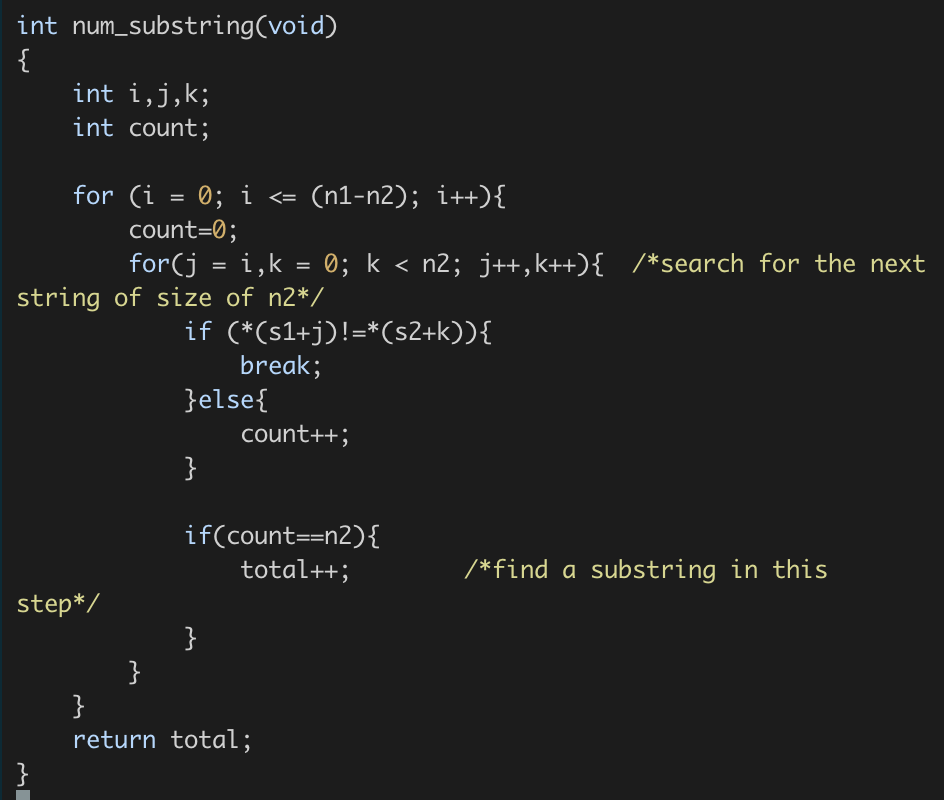 int num_substring(void)
{
    int i,j,k;
    int count;

    for (i = 0; i <= (n1-n2); i++){
        count=0;
        for(j = i,k = 0; k < n2; j++,k++){  /*search for the next
string of size of n2*/
            if (*(s1+j)!=*(s2+k)){
                break;
            }else{
                count++;
            }

            if(count==n2){
                total++;        /*find a substring in this
step*/
            }
        }
    }
    return total;
}